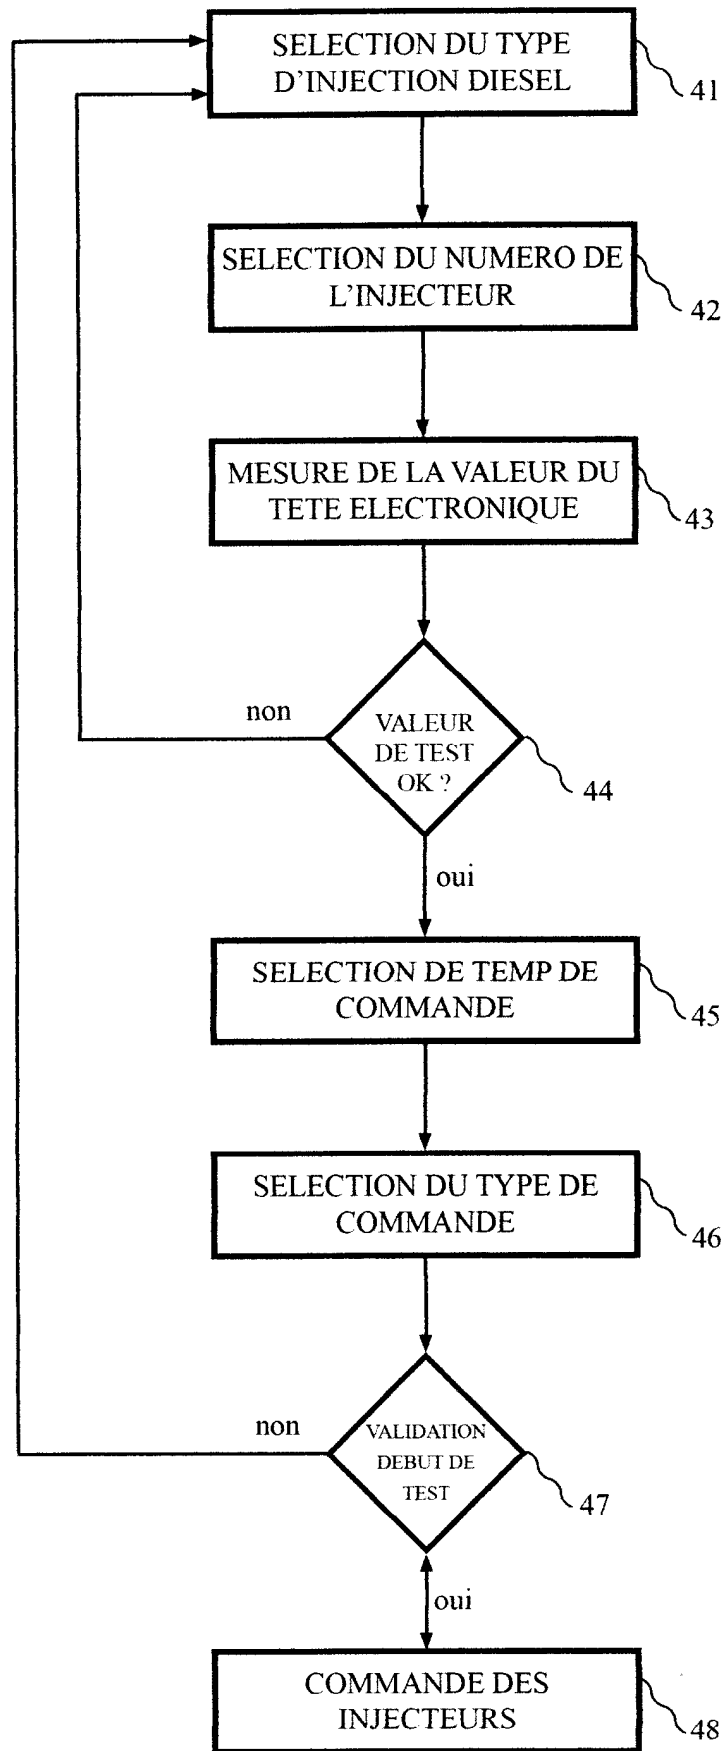 SELECTION DU TYPE
D'INJECTION DIESEL
41
SELECTION DU NUMERO DE
L'INJECTEUR
42
MESURE DE LA VALEUR DU
TETE ELECTRONIQUE
43
non
VALEUR
DE TEST
OK ?
44
oui
SELECTION DE TEMP DE
COMMANDE
45
SELECTION DU TYPE DE
COMMANDE
46
non
VALIDATION
DEBUT DE
TEST
47
oui
COMMANDE DES
INJECTEURS
48